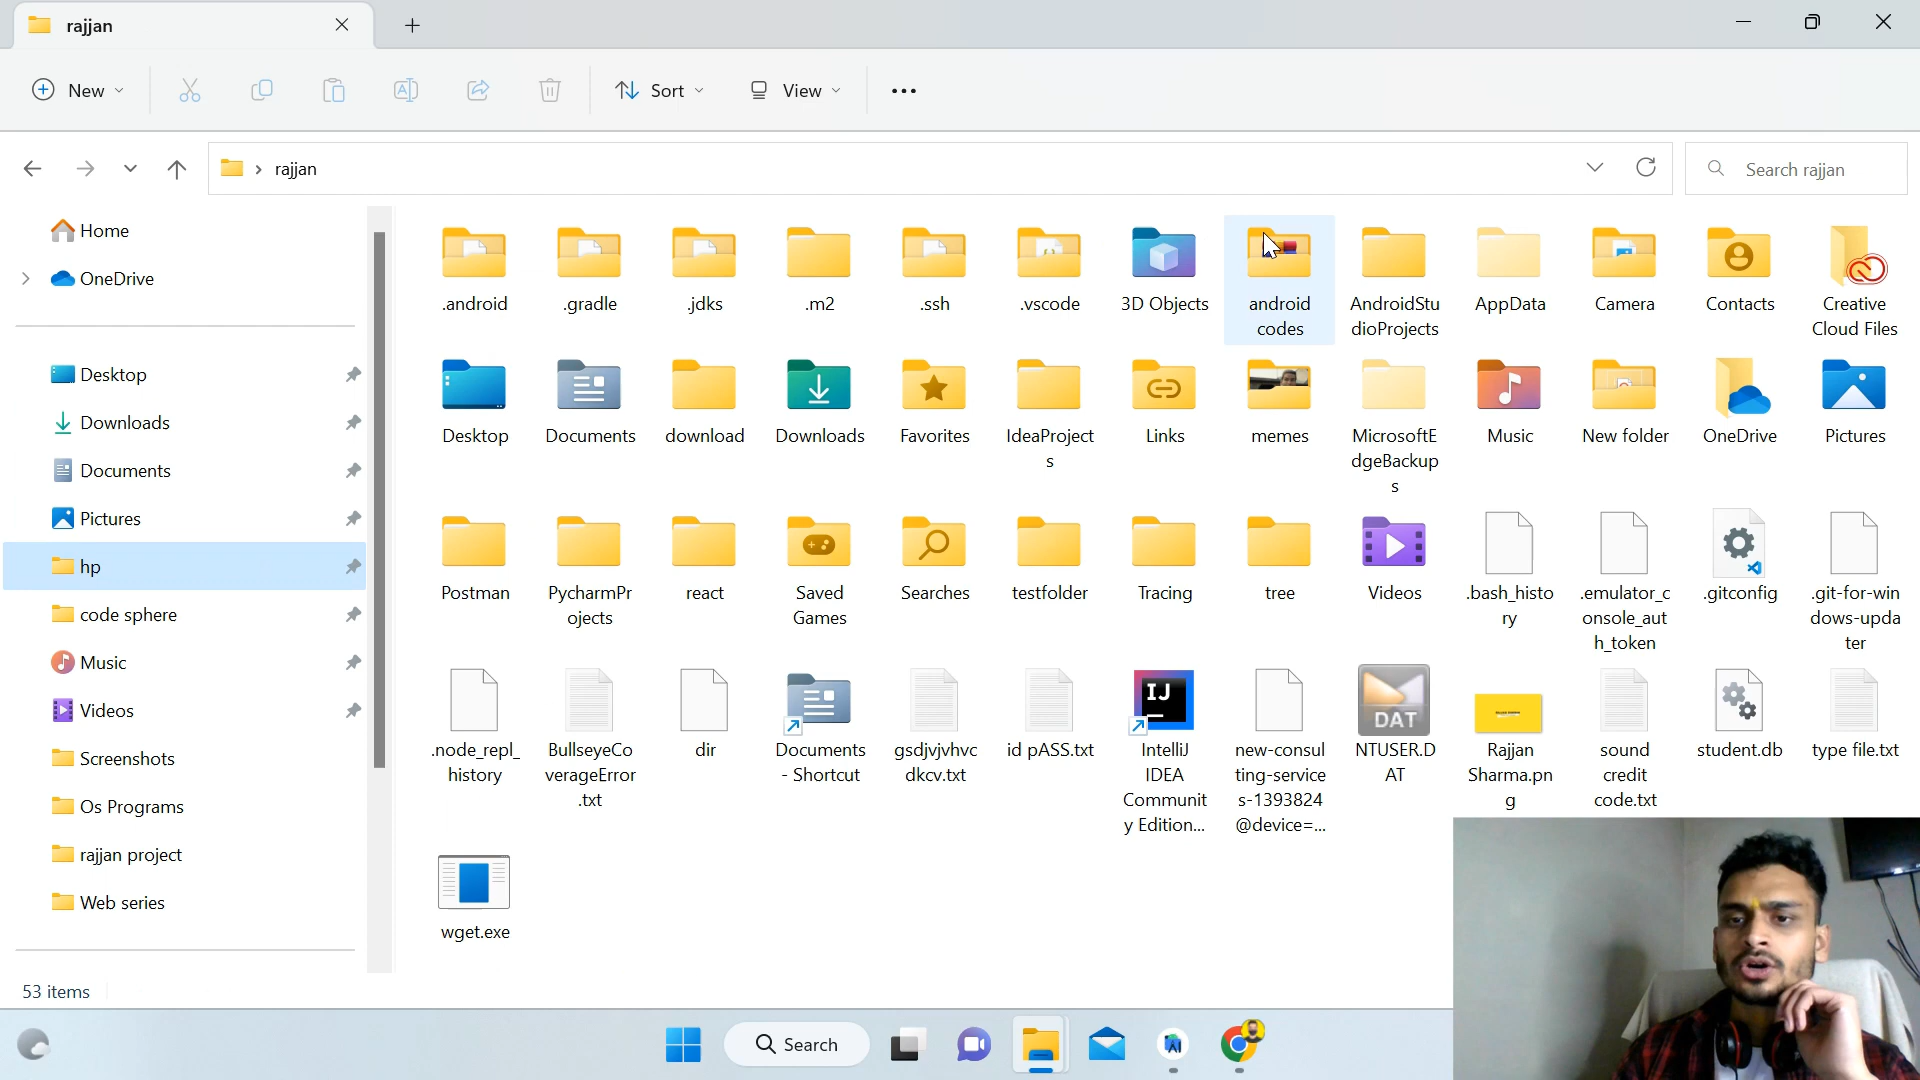 rajjan
New
Sort
View
rajjan
Search rajjan
Home
OneDrive
Desktop
Downloads
Documents
Pictures
hp
code sphere
Music
Videos
Screenshots
Os Programs
rajjan project
Web series
.android
.gradle
.jdks
.m2
.ssh
.vscode
3D Objects
android
codes
AndroidStu
dioProjects
AppData
Camera
Contacts
Creative
Cloud Files
Desktop
Documents
download
Downloads
Favorites
IdeaProject
s
Links
memes
MicrosoftE
dgeBackup
s
Music
New folder
OneDrive
Pictures
Postman
PycharmPr
ojects
react
Saved
Games
Searches
testfolder
Tracing
tree
Videos
.bash_histo
ry
.emulator_c
onsole_aut
h_token
.gitconfig
.git-for-win
dows-upda
ter
.node_repl_
history
BullseyeCo
verageError
.txt
dir
Documents
- Shortcut
gsdjvjvhvc
dkcv.txt
id pASS.txt
IJ
IntelliJ
IDEA
Communit
y Edition...
new-consul
ting-service
s-1393824
@device=...
DAT
NTUSER.D
AT
Rajjan
Sharma.pn
g
sound
credit
code.txt
student.db
type file.txt
wget.exe
53 items
Search